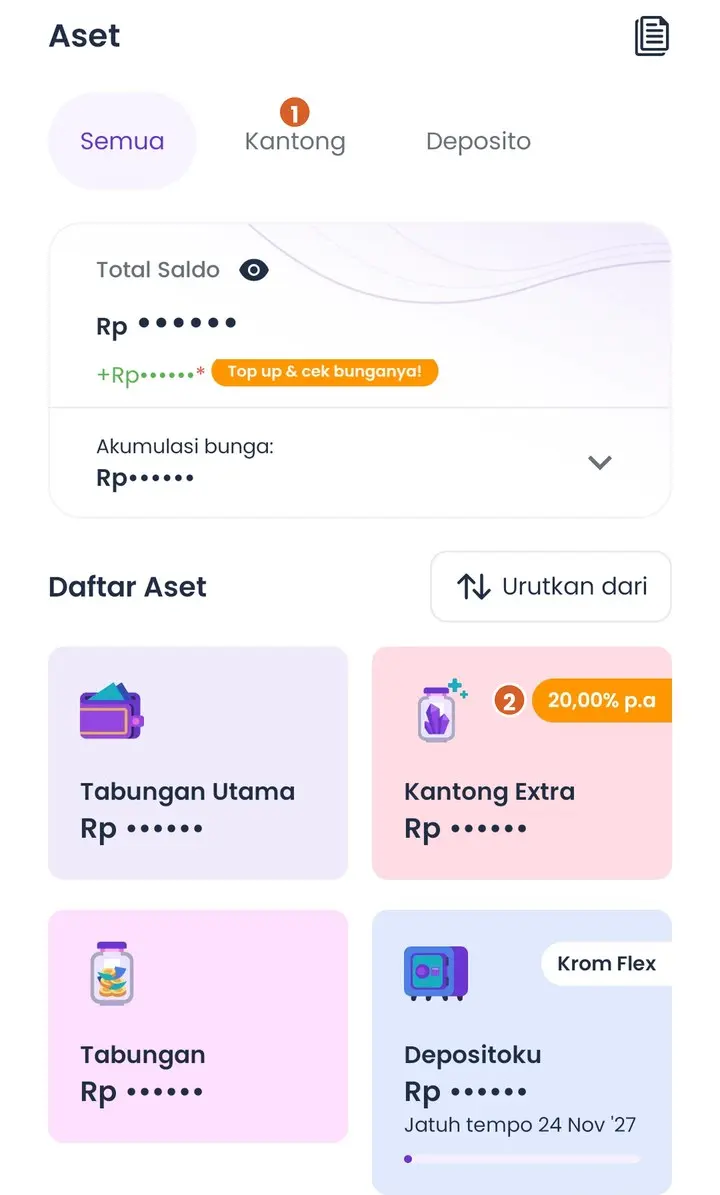 Aset
1
Semua
Kantong
Deposito
Total Saldo
Rp ••••••
+Rp••••••* Top up & cek bunganya!
Akumulasi bunga:
Rp••••••
Daftar Aset
Urutkan dari
2 20,00% p.a
Tabungan Utama
Rp ••••••
Kantong Extra
Rp ••••••
Tabungan
Rp ••••••
Krom Flex
Depositoku
Rp ••••••
Jatuh tempo 24 Nov '27